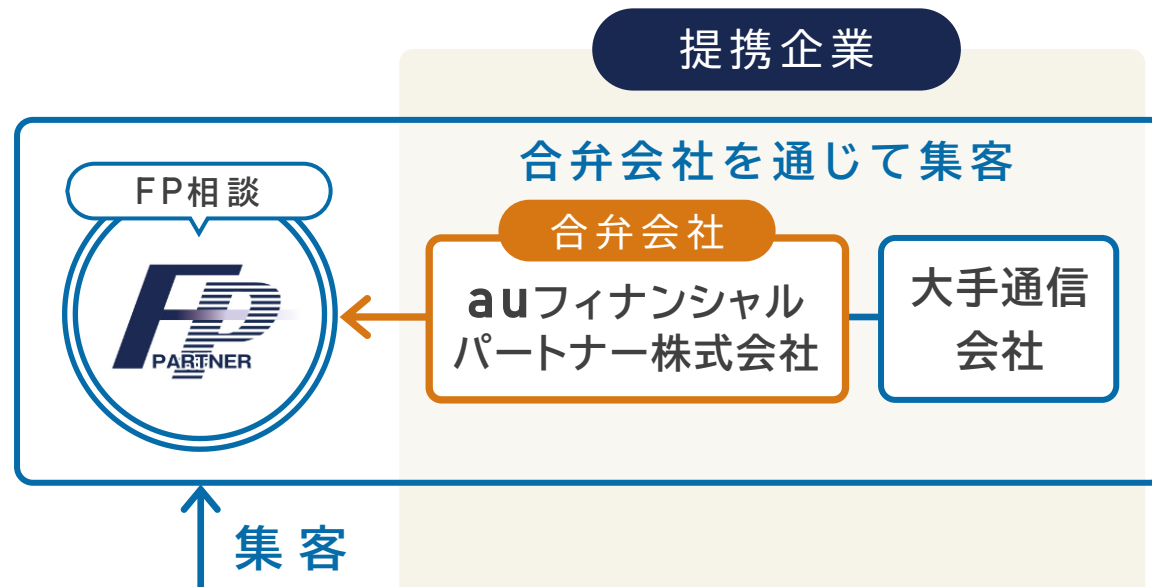 提携企業
合弁会社を通じて集客
FP相談
合弁会社
auフィナンシャル
パートナー株式会社
大手通信
会社
FP
PARTNER
集客